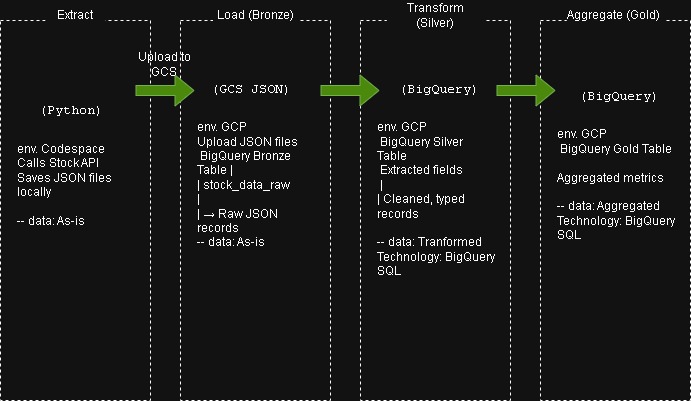 Extract
Load (Bronze)
Transform
(Silver)
Aggregate (Gold)
Upload to
GCS
(Python)
env. Codespace
Calls StockAPI
Saves JSON files
locally
-- data: As-is
(GCS JSON)
env. GCP
Upload JSON files
BigQuery Bronze
Table |
| stock_data_raw
|
| → Raw JSON
records
-- data: As-is
(BigQuery)
env. GCP
BigQuery Silver
Table
Extracted fields
|
| Cleaned, typed
records
-- data: Tranformed
Technology: BigQuery
SQL
(BigQuery)
env. GCP
BigQuery Gold Table
Aggregated metrics
-- data: Aggregated
Technology: BigQuery
SQL